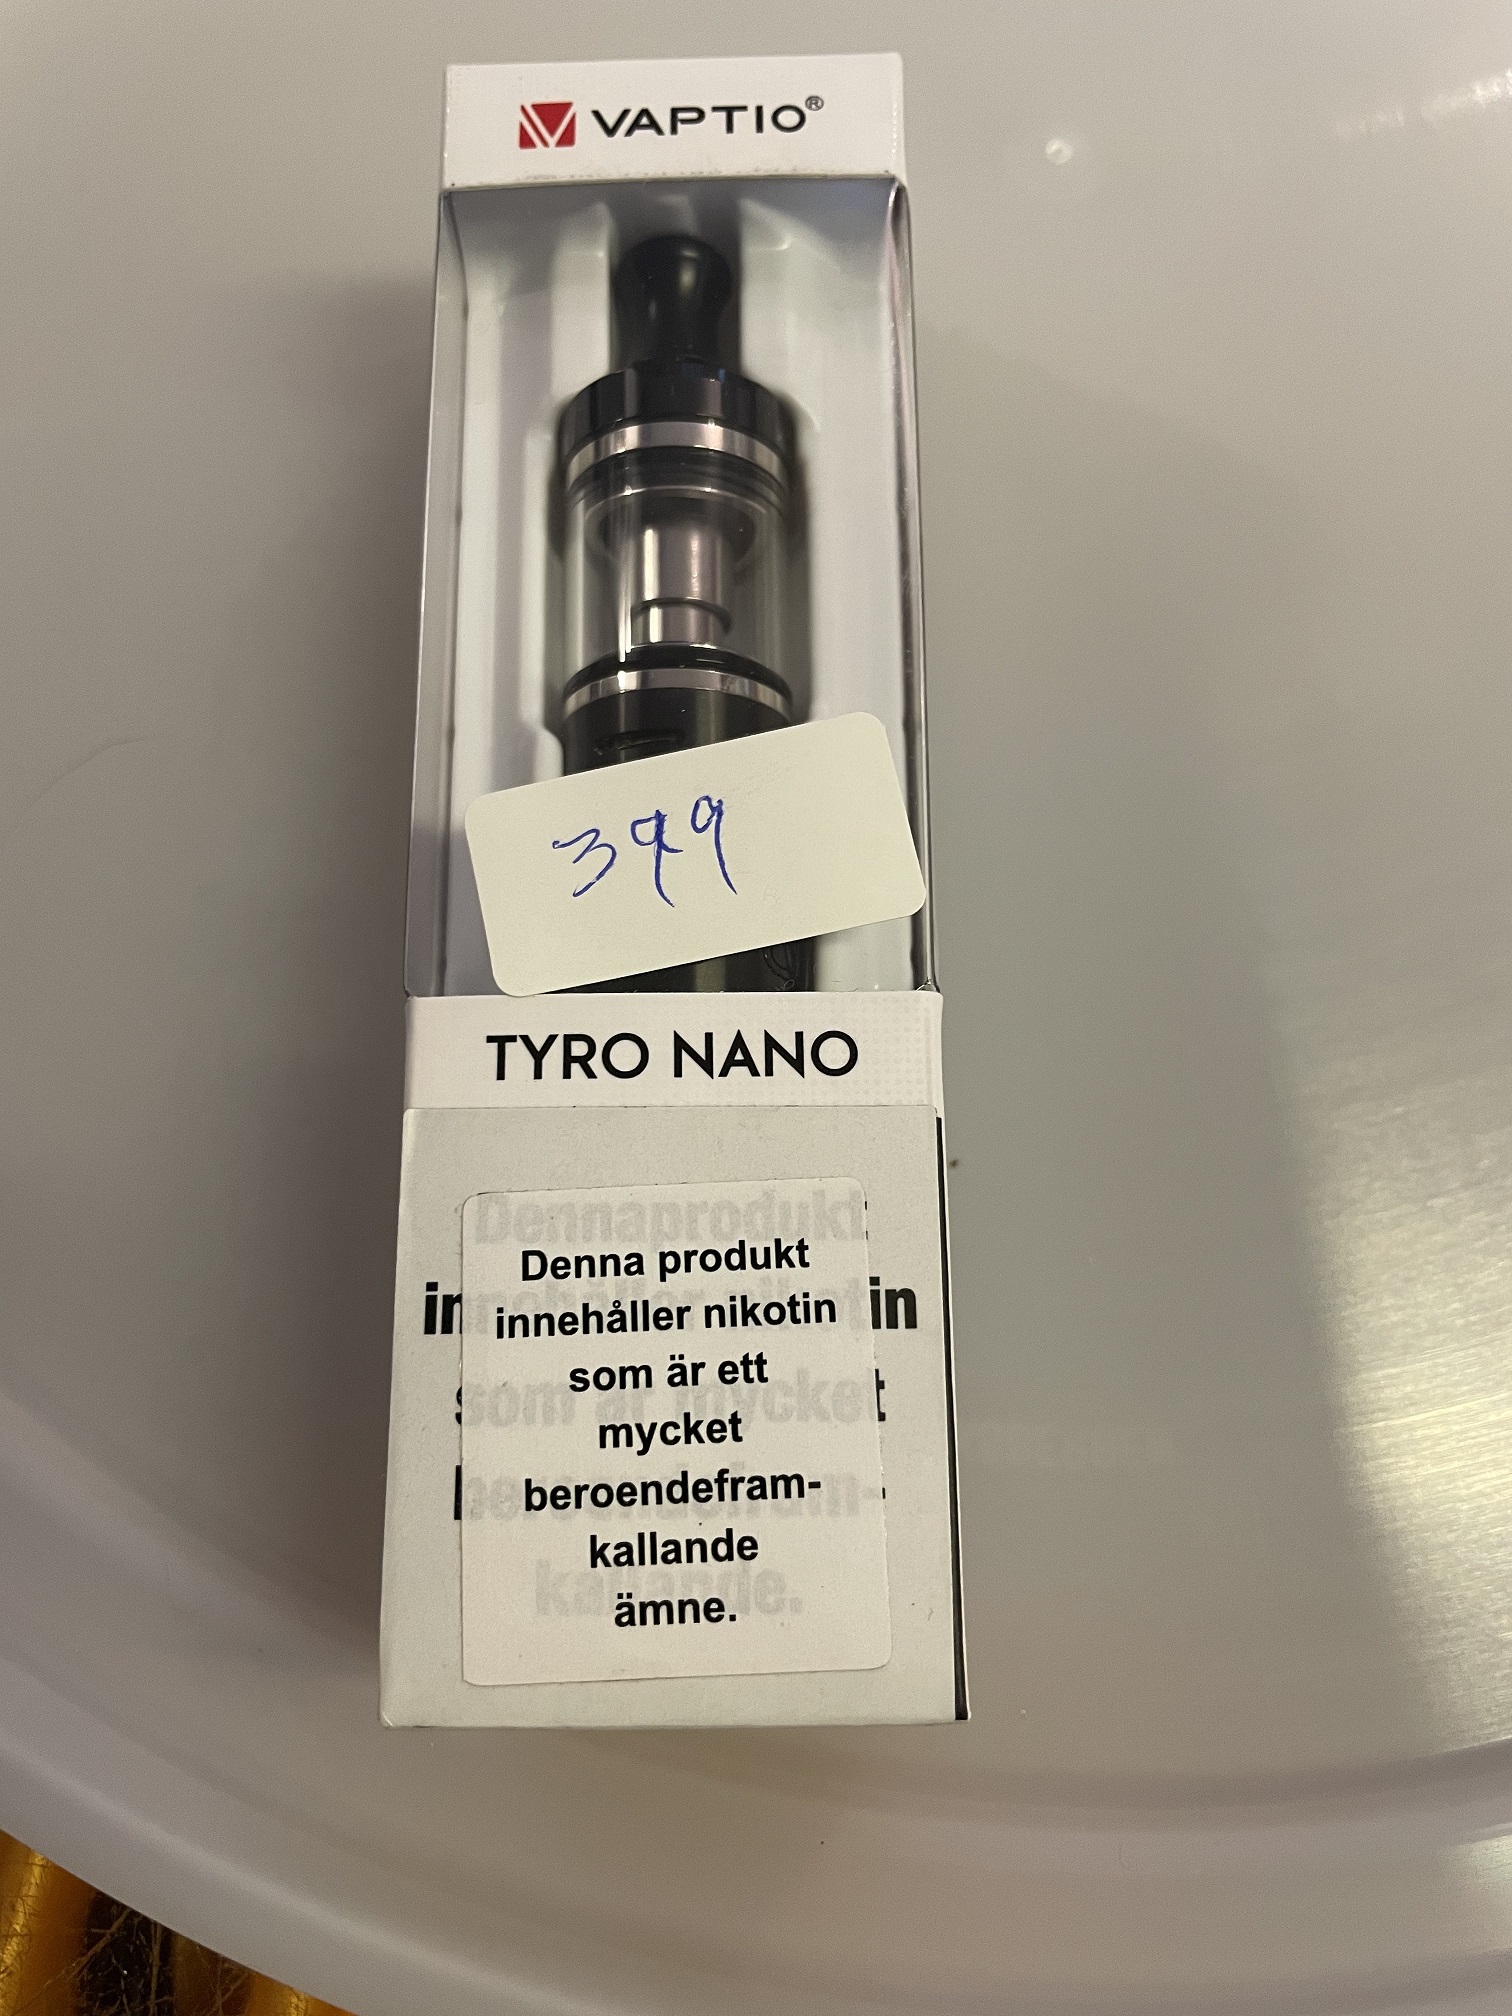 VAPTIO®
399
TYRO NANO
Denna produkt
innehåller nikotin
som är ett
mycket
beroendefram-
kallande
ämne.